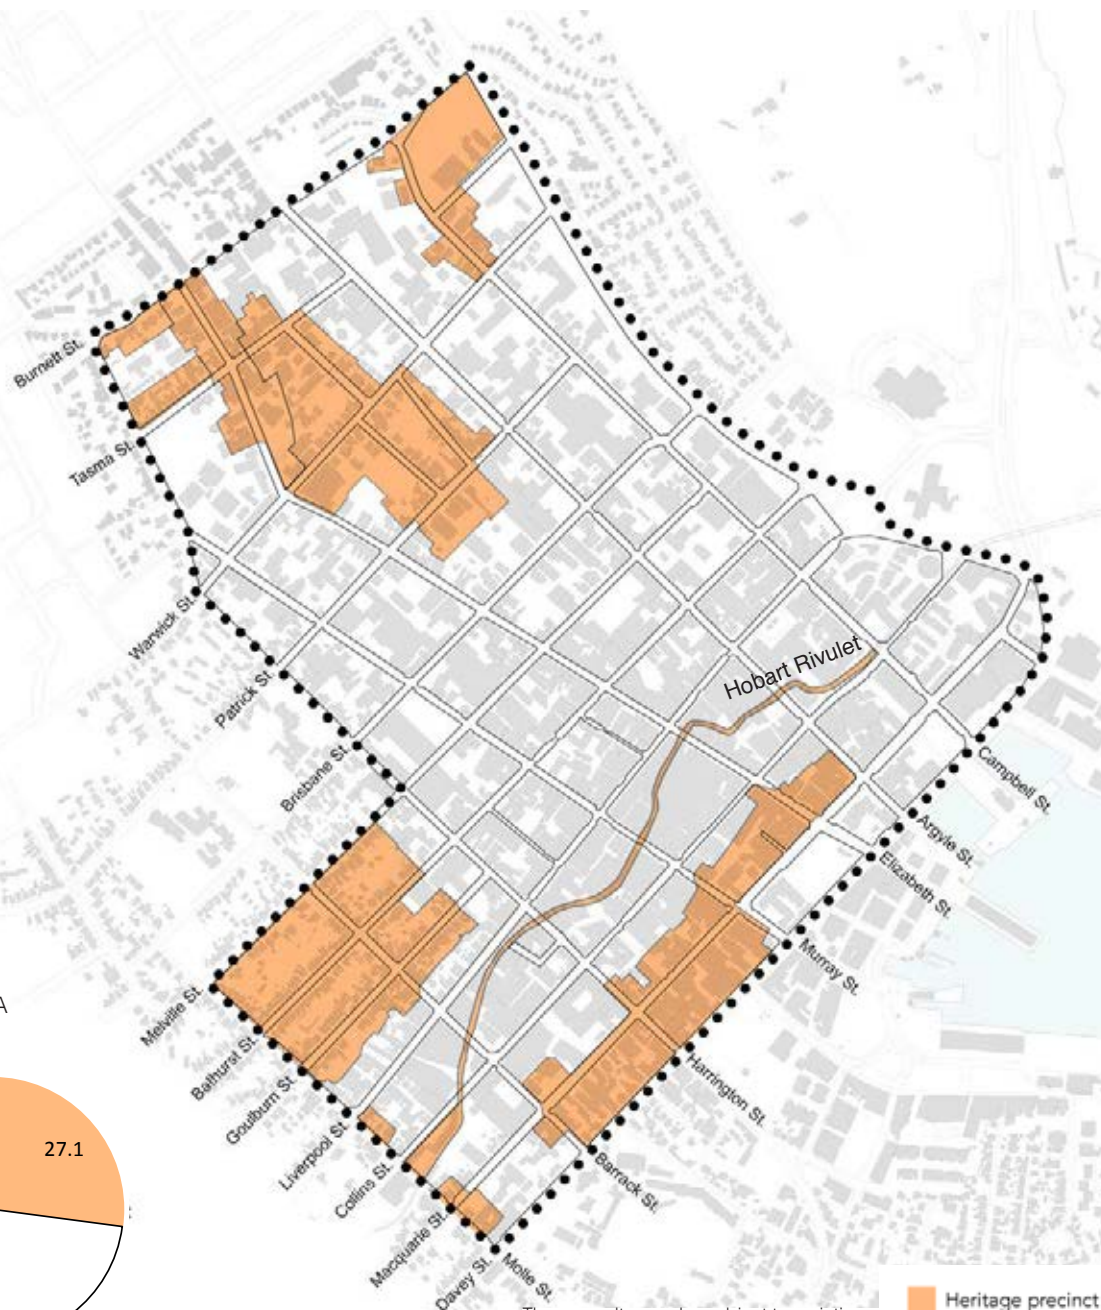 Burnett St.
Tasma St.
Warwick St.
Patrick St.
Hobart Rivulet
Brisbane St.
Campbell St.
Argyle St.
Elizabeth St.
Murray St.
Melville St.
A
Bathurst St.
Harrington St.
Goulburn St.
27.1
Liverpool St.
Barrack St.
Collins St.
Macquarie St.
Davey St.
Molle St.
Heritage precinct